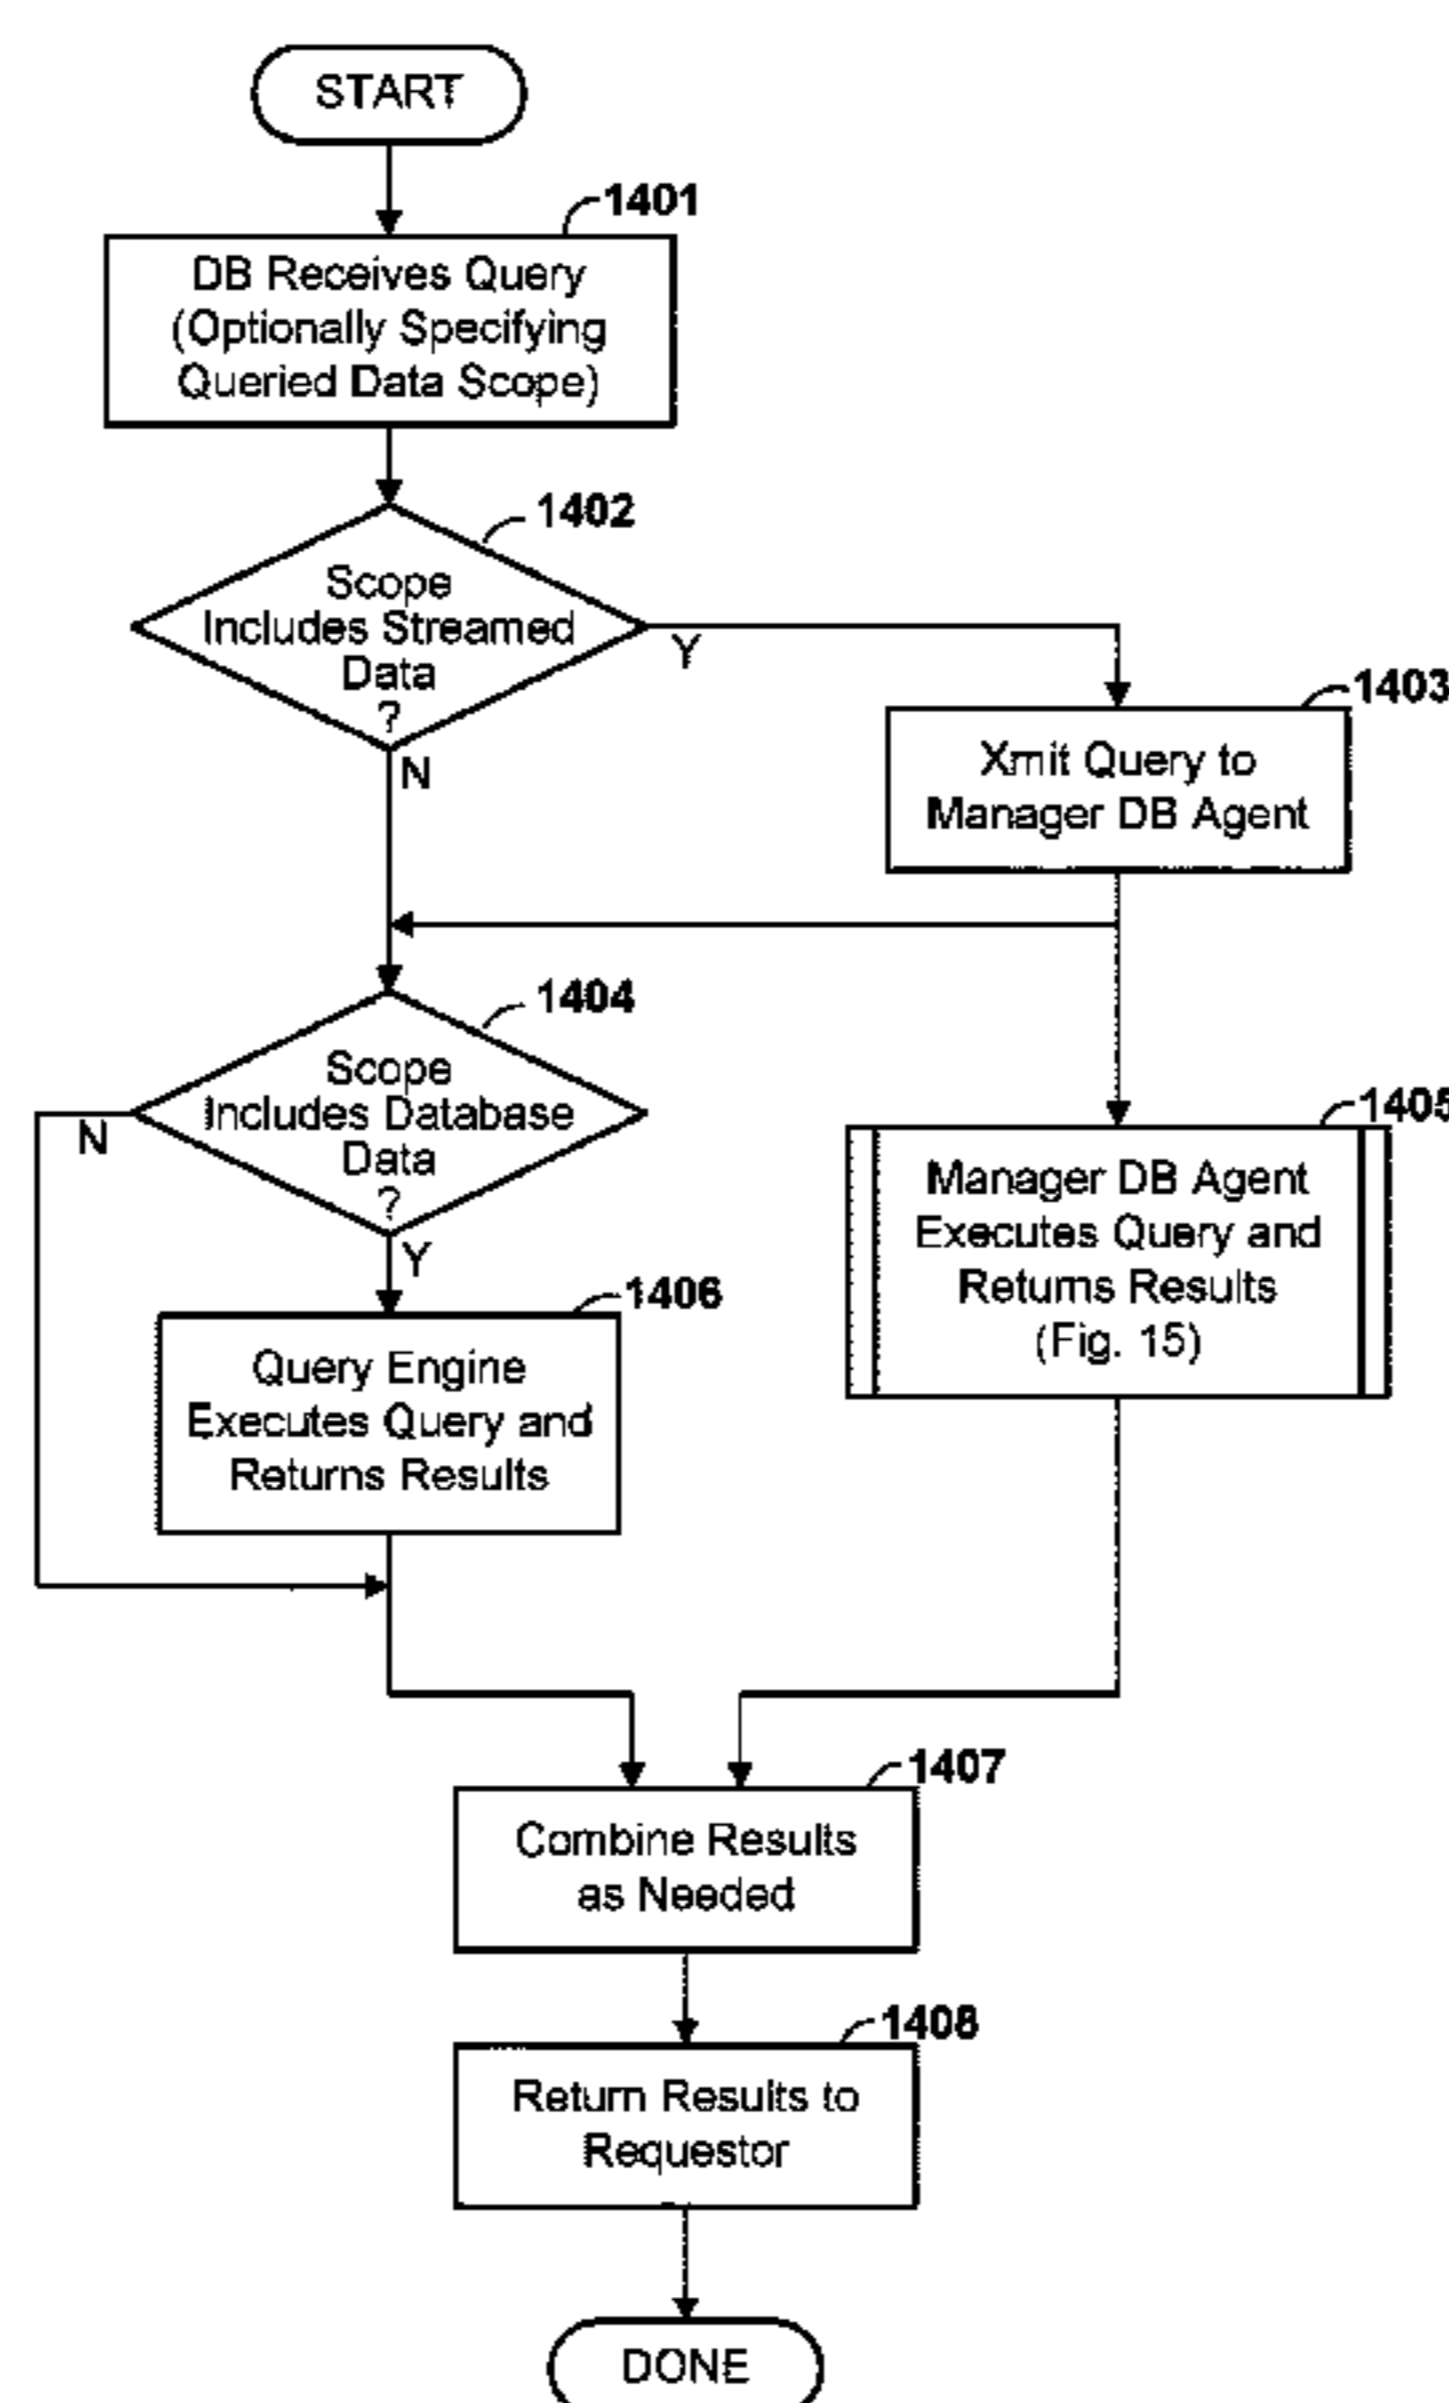 START
1401
DB Receives Query
(Optionally Specifying
Queried Data Scope)
1402
Scope
Includes Streamed
Data
?
Y
N
1403
Xmit Query to
Manager DB Agent
1404
Scope
Includes Database
Data
?
N
Y
1405
Manager DB Agent
Executes Query and
Returns Results
(Fig. 15)
1406
Query Engine
Executes Query and
Returns Results
1407
Combine Results
as Needed
1408
Return Results to
Requestor
DONE